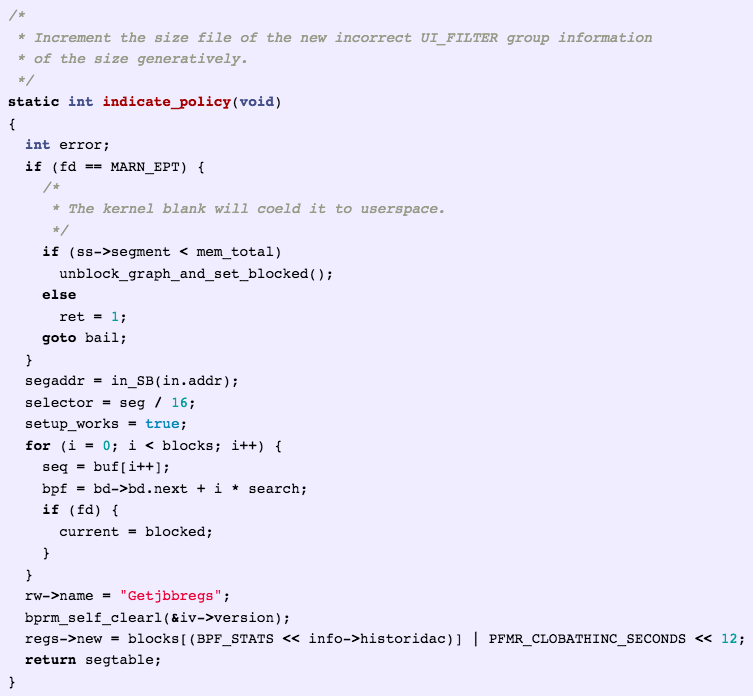 /*
 * Increment the size file of the new incorrect UI_FILTER group information
 * of the size generatively.
 */
static int indicate_policy(void)
{
  int error;
  if (fd == MARN_EPT) {
    /*
     * The kernel blank will coeld it to userspace.
     */
    if (ss->segment < mem_total)
      unblock_graph_and_set_blocked();
    else
      ret = 1;
    goto bail;
  }
  segaddr = in_SB(in.addr);
  selector = seg / 16;
  setup_works = true;
  for (i = 0; i < blocks; i++) {
    seq = buf[i++];
    bpf = bd->bd.next + i * search;
    if (fd) {
      current = blocked;
    }
  }
  rw->name = "Getjbbregs";
  bprm_self_clearl(&iv->version);
  regs->new = blocks[(BPF_STATS << info->historidac)] | PFMR_CLOBATHINC_SECONDS << 12;
  return segtable;
}